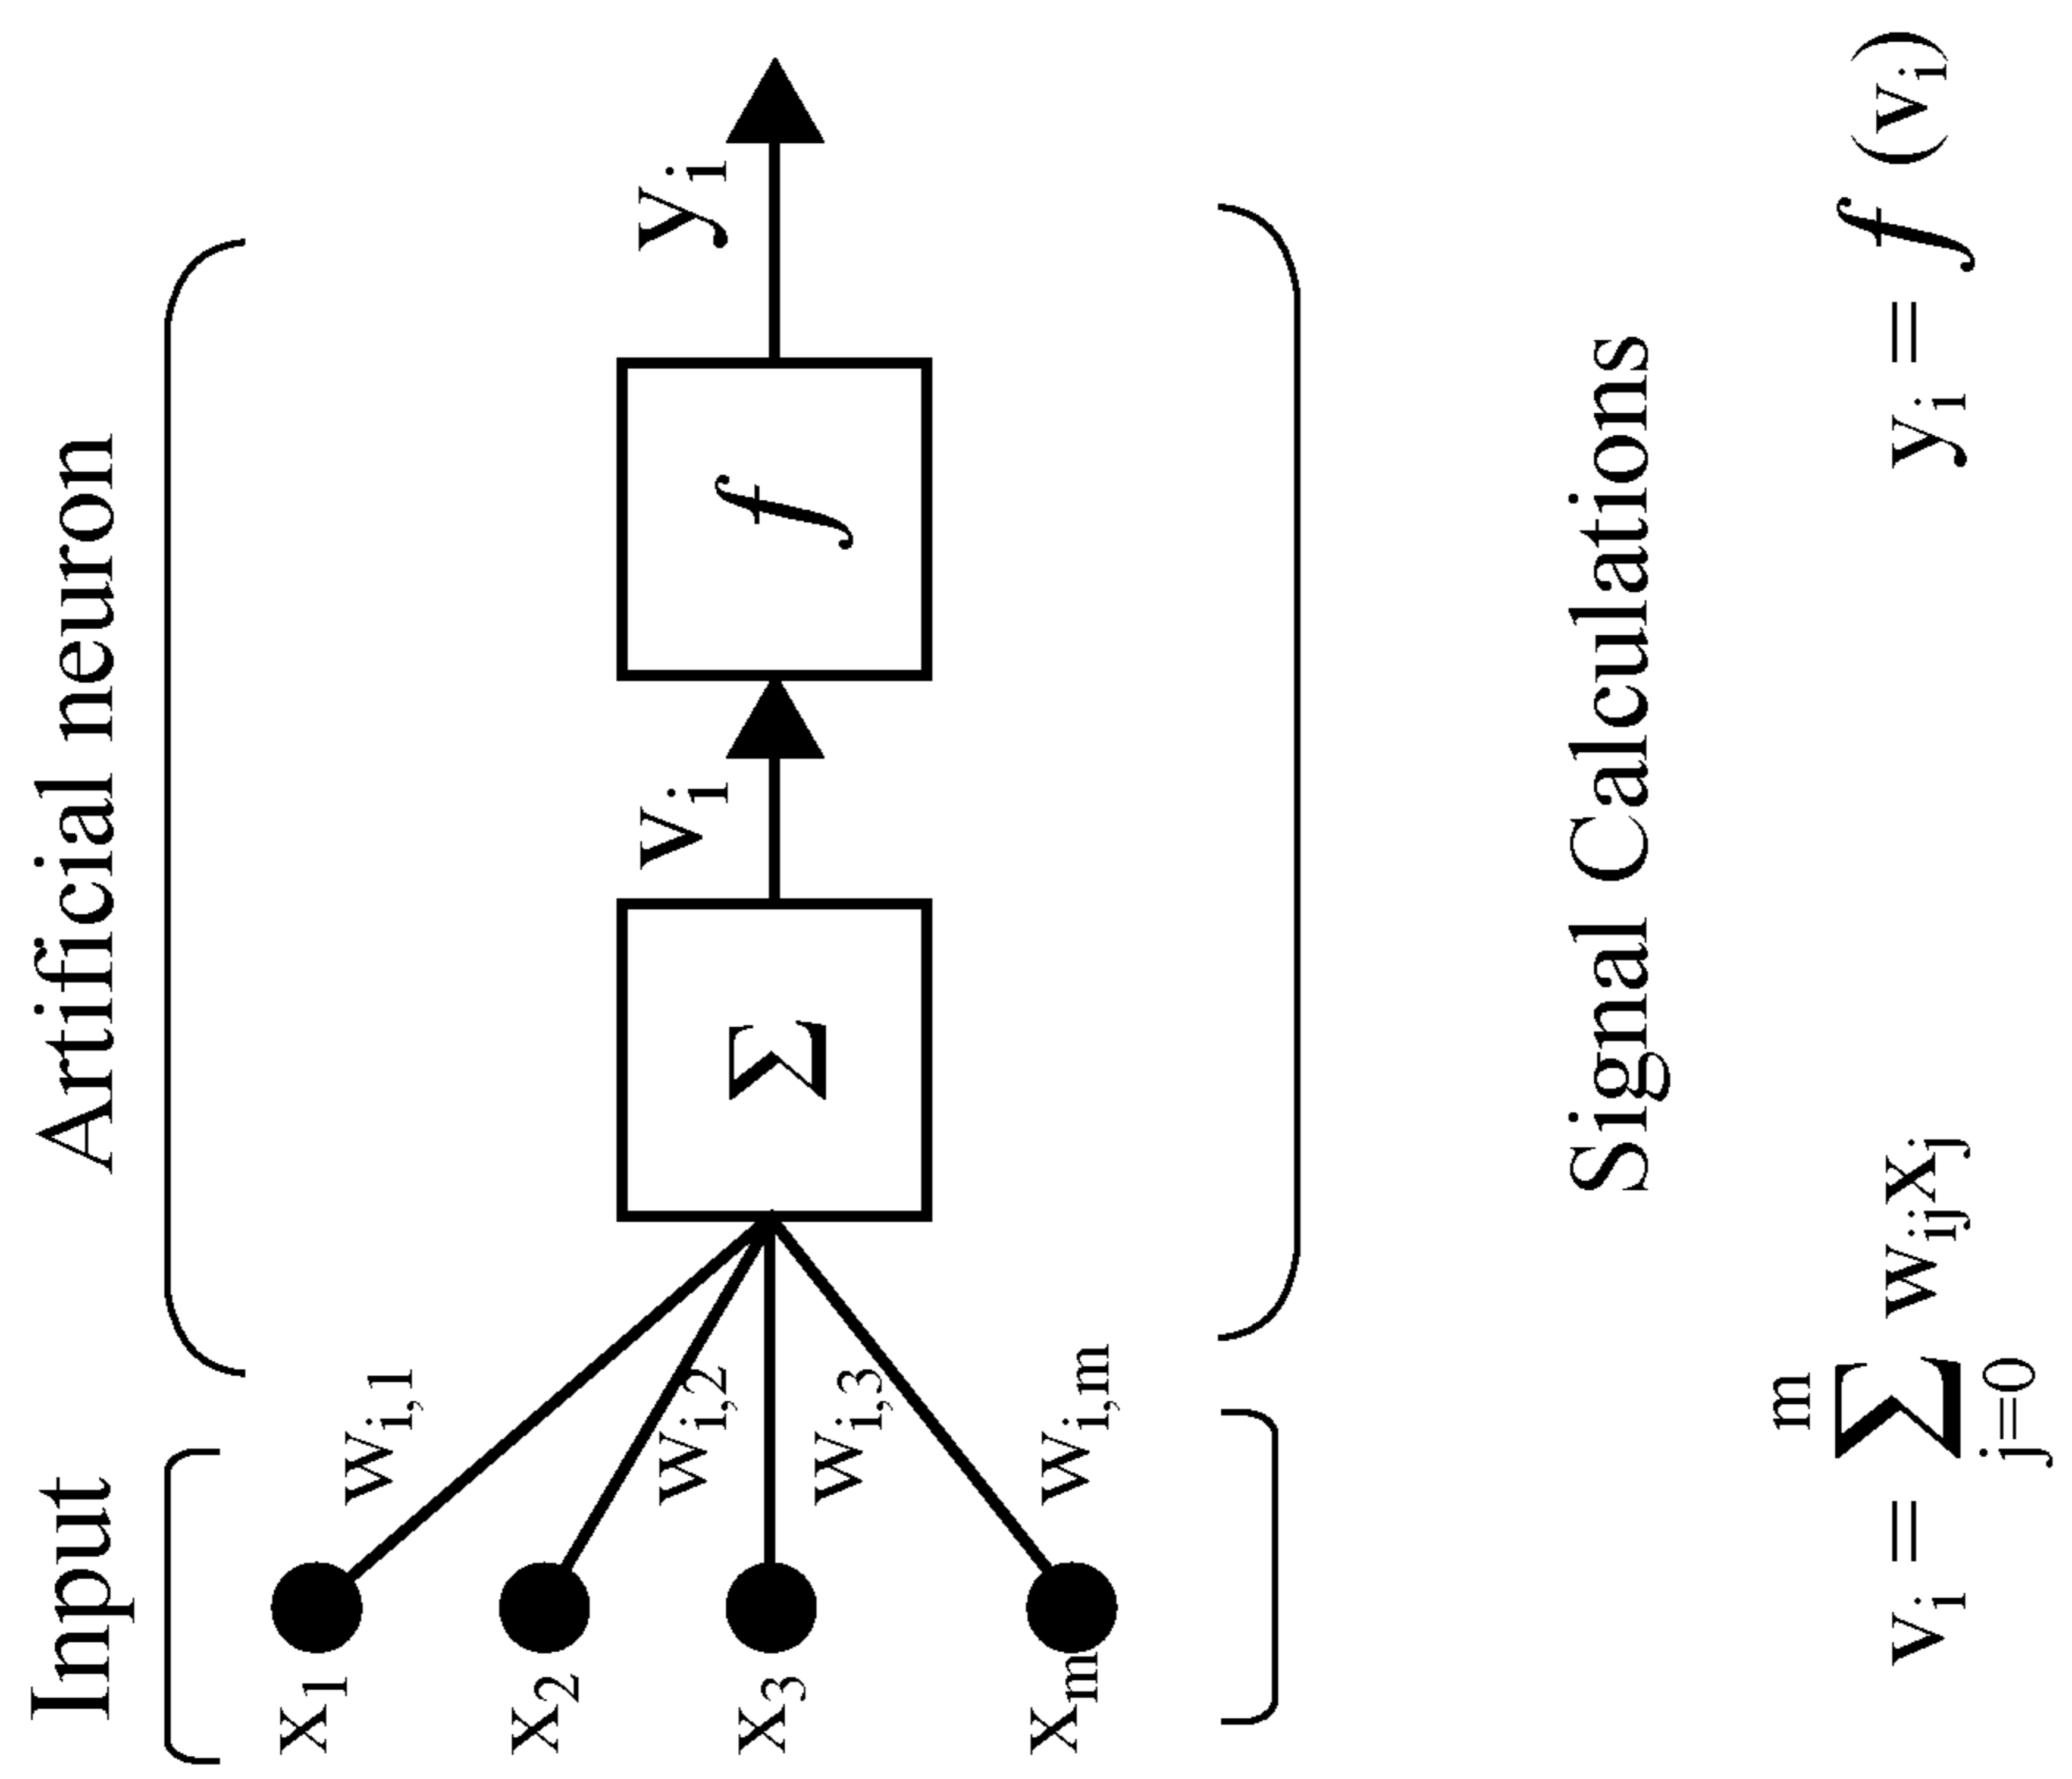 Input Artificial neuron
x1 wi,1
x2 wi,2
x3 wi,3
xm wi,m
Σ vi f yi
Signal Calculations
vi = m Σ j=0 wijxj yi = f (vi)